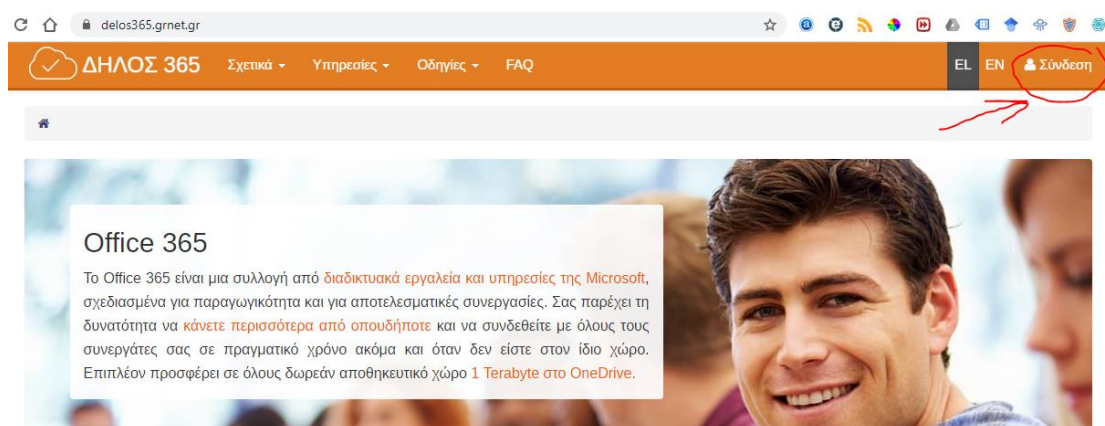 delos365.grnet.gr
ΔΗΛΟΣ 365 Σχετικά Υπηρεσίες Οδηγίες FAQ EL EN Σύνδεση
Office 365
Το Office 365 είναι μια συλλογή από διαδικτυακά εργαλεία και υπηρεσίες της Microsoft,
σχεδιασμένα για παραγωγικότητα και για αποτελεσματικές συνεργασίες. Σας παρέχει τη
δυνατότητα να κάνετε περισσότερα από οπουδήποτε και να συνδεθείτε με όλους τους
συνεργάτες σας σε πραγματικό χρόνο ακόμα και όταν δεν είστε στον ίδιο χώρο.
Επιπλέον προσφέρει σε όλους δωρεάν αποθηκευτικό χώρο 1 Terabyte στο OneDrive.